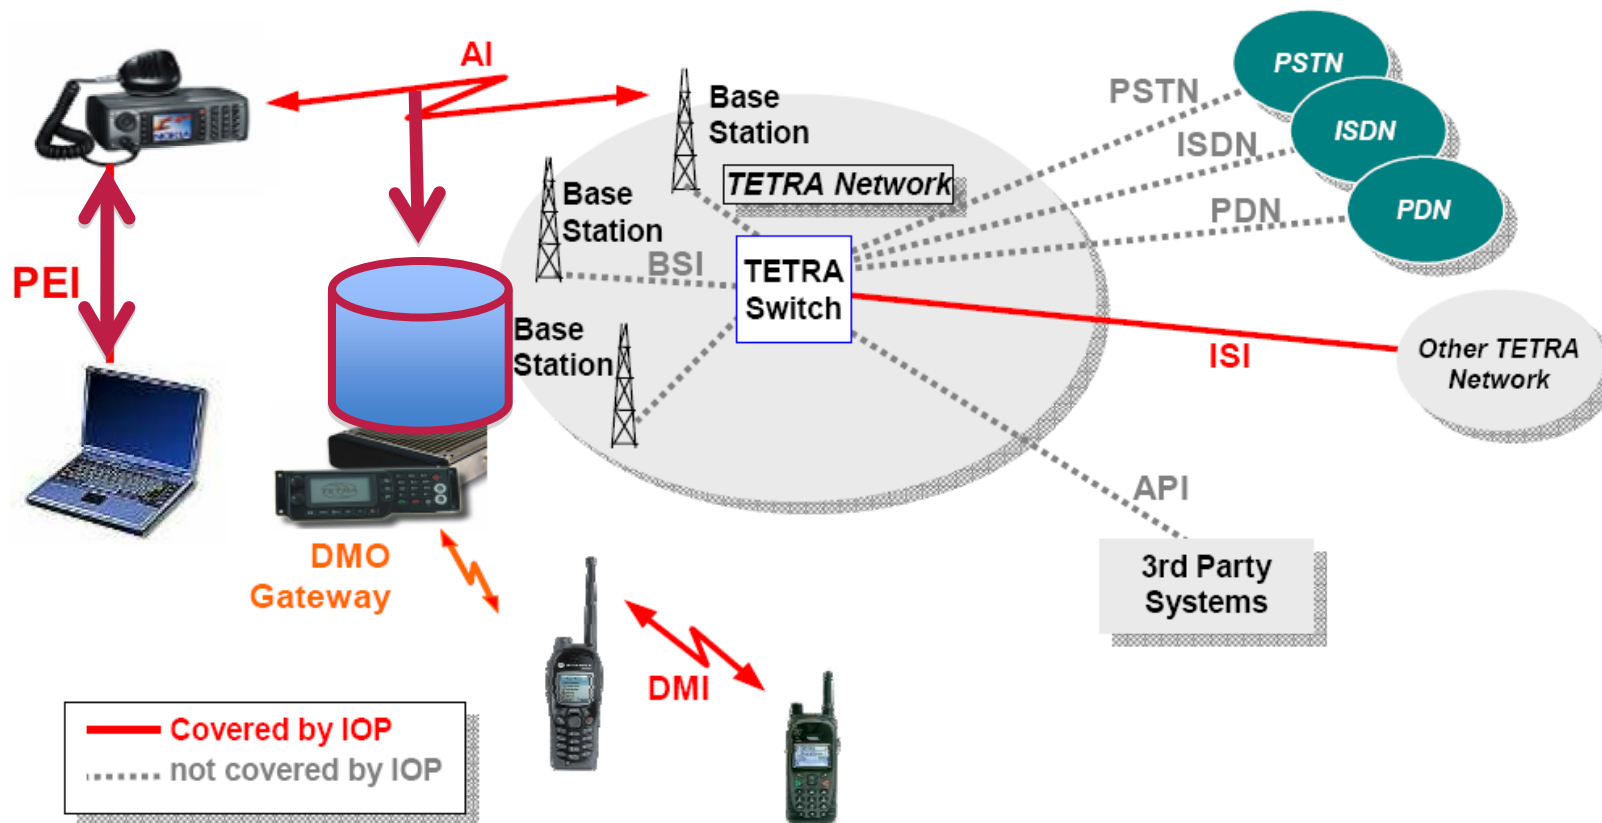 AI
PEI
Base
Station
Base
Station
Base
Station
TETRA Network
BSI
TETRA
Switch
PSTN
ISDN
PDN
PSTN
ISDN
PDN
ISI
Other TETRA
Network
API
3rd Party
Systems
TETRA
DMO
Gateway
DMI
Covered by IOP
not covered by IOP